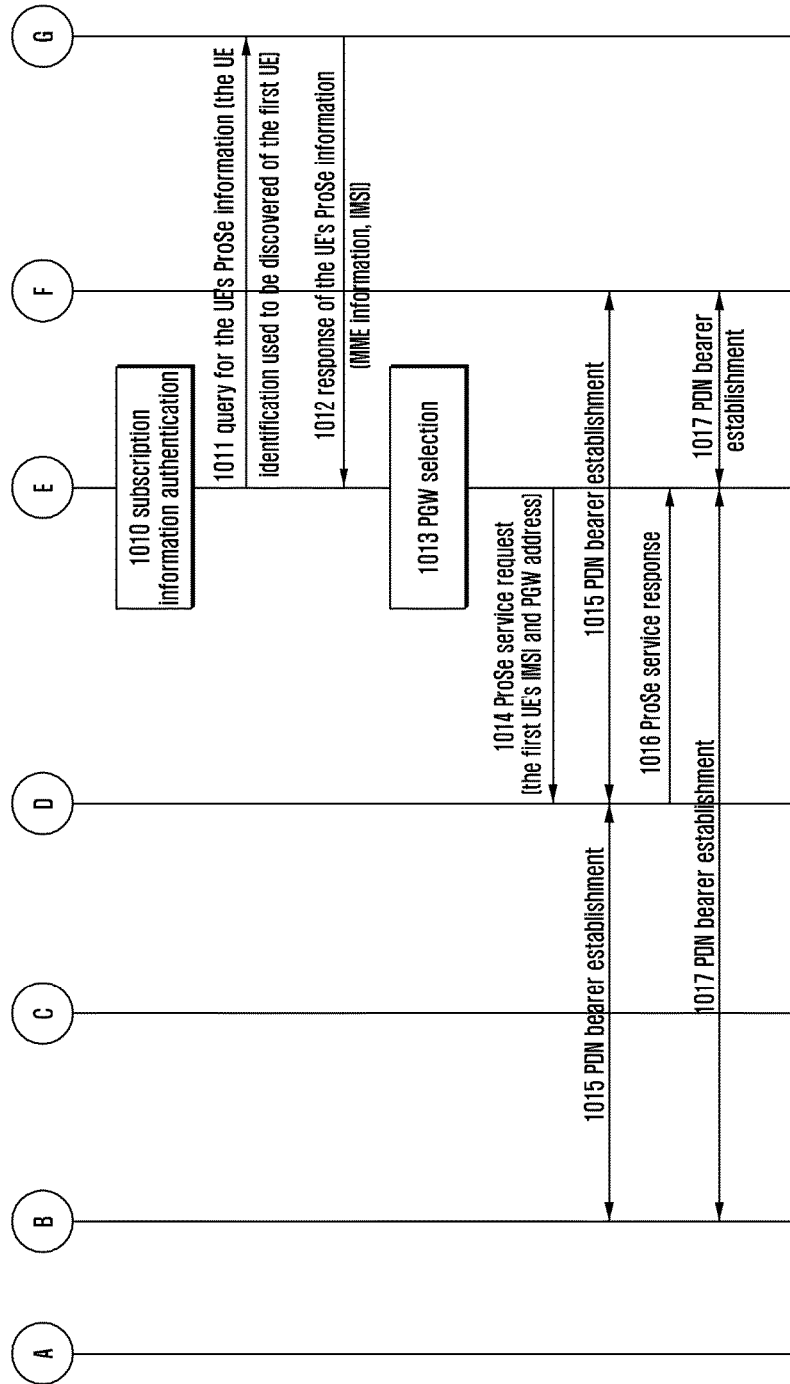 A
B
C
D
E
F
G
1010 subscription
information authentication
1011 query for the UE's ProSe information (the UE
identification used to be discovered of the first UE)
1012 response of the UE's ProSe information
(MME information, IMSI)
1013 PGW selection
1014 ProSe service request
(the first UE's IMSI and PGW address)
1015 PDN bearer establishment
1015 PDN bearer establishment
1016 ProSe service response
1017 PDN bearer establishment
1017 PDN bearer
establishment